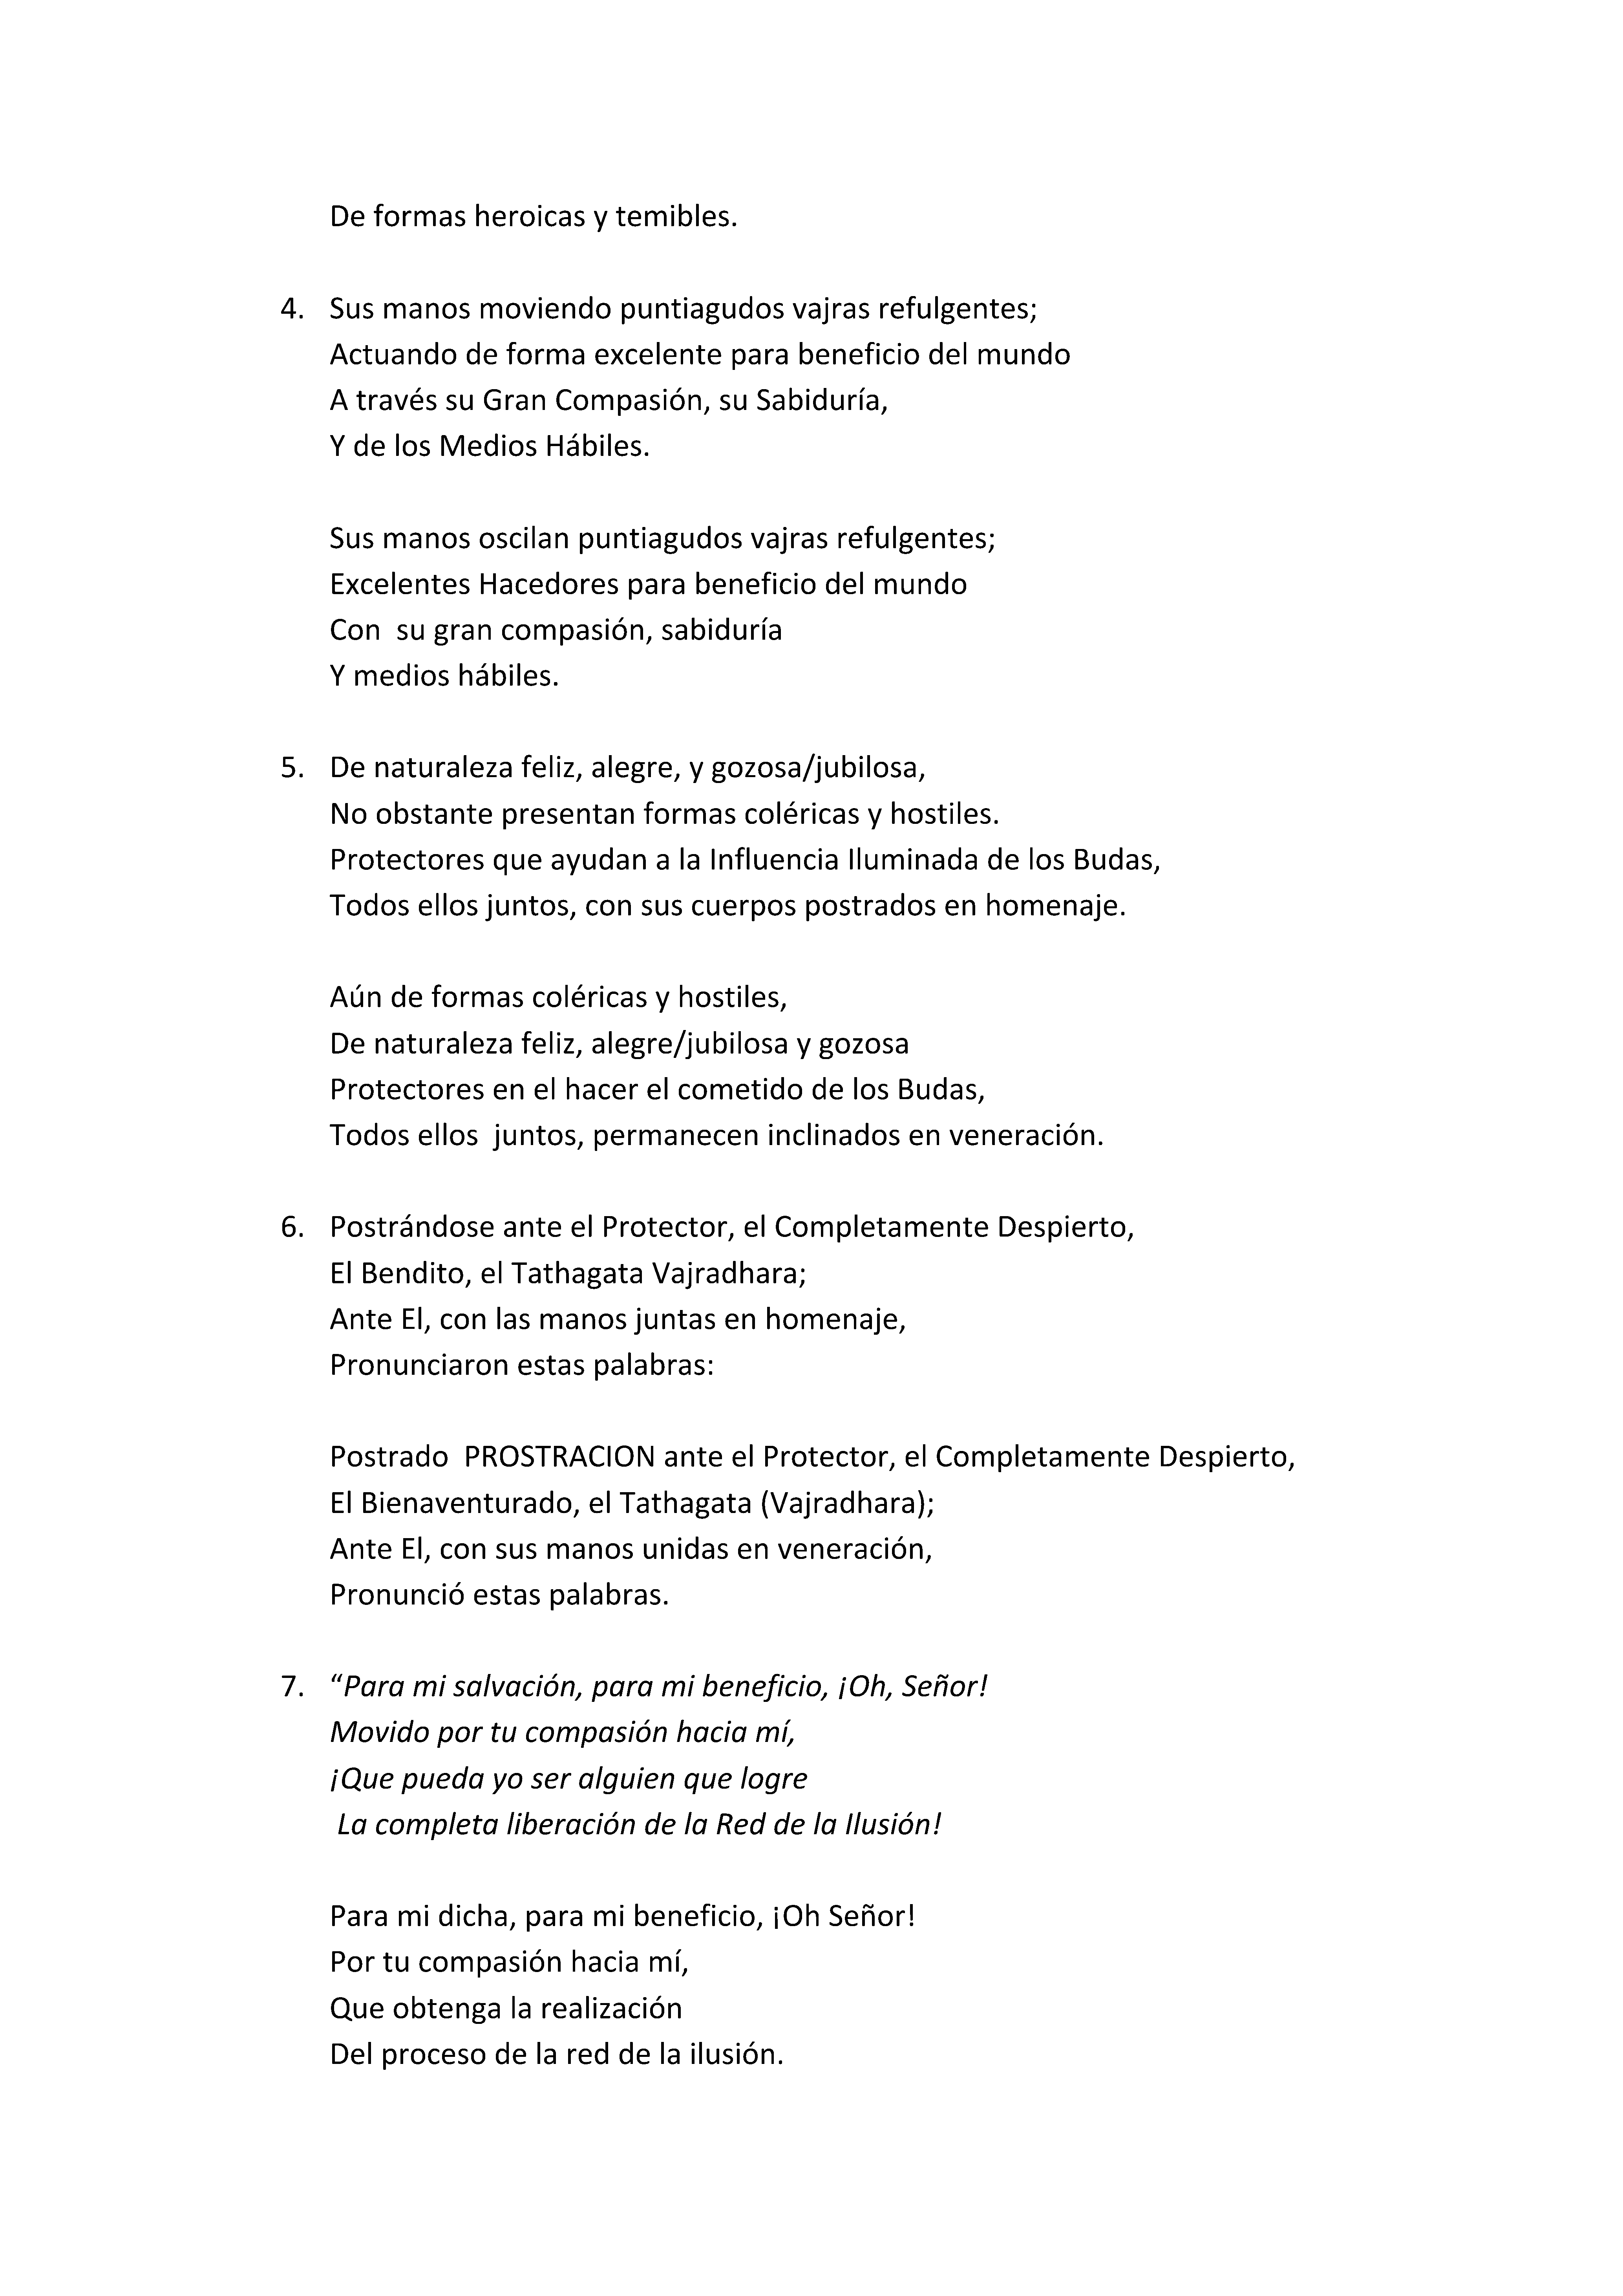 De formas heroicas y temibles.
4. Sus manos moviendo puntiagudos vajras refulgentes;
Actuando de forma excelente para beneficio del mundo
A través su Gran Compasión, su Sabiduría,
Y de los Medios Hábiles.
Sus manos oscilan puntiagudos vajras refulgentes;
Excelentes Hacedores para beneficio del mundo
Con  su gran compasión, sabiduría
Y medios hábiles.
5. De naturaleza feliz, alegre, y gozosa/jubilosa,
No obstante presentan formas coléricas y hostiles.
Protectores que ayudan a la Influencia Iluminada de los Budas,
Todos ellos juntos, con sus cuerpos postrados en homenaje.
Aún de formas coléricas y hostiles,
De naturaleza feliz, alegre/jubilosa y gozosa
Protectores en el hacer el cometido de los Budas,
Todos ellos  juntos, permanecen inclinados en veneración.
6. Postrándose ante el Protector, el Completamente Despierto,
El Bendito, el Tathagata Vajradhara;
Ante El, con las manos juntas en homenaje,
Pronunciaron estas palabras:
Postrado  PROSTRACION ante el Protector, el Completamente Despierto,
El Bienaventurado, el Tathagata (Vajradhara);
Ante El, con sus manos unidas en veneración,
Pronunció estas palabras.
7. “Para mi salvación, para mi beneficio, ¡Oh, Señor!
Movido por tu compasión hacia mí,
¡Que pueda yo ser alguien que logre
La completa liberación de la Red de la Ilusión!
Para mi dicha, para mi beneficio, ¡Oh Señor!
Por tu compasión hacia mí,
Que obtenga la realización
Del proceso de la red de la ilusión.